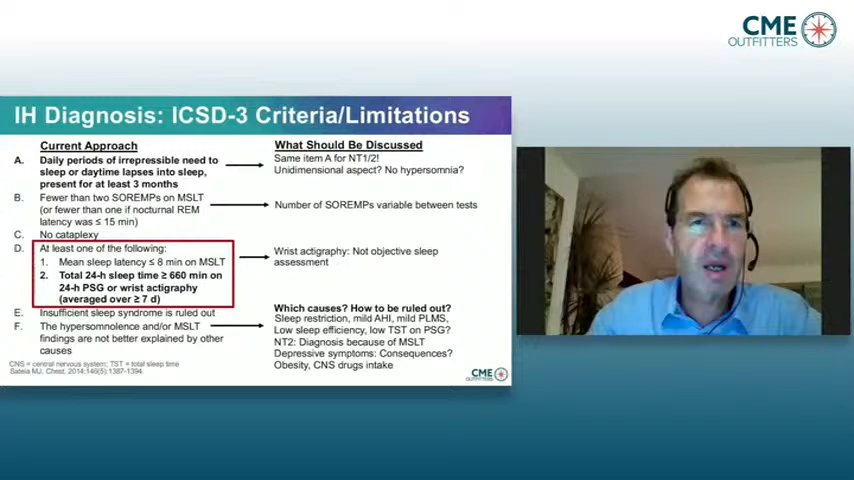 CME
OUTFITTERS
IH Diagnosis: ICSD-3 Criteria/Limitations
Current Approach
A. Daily periods of irrepressible need to
sleep or daytime lapses into sleep,
present for at least 3 months
B. Fewer than two SOREMPs on MSLT
(or fewer than one if nocturnal REM
latency was ≤ 15 min)
C. No cataplexy
D. At least one of the following:
1. Mean sleep latency ≤ 8 min on MSLT
2. Total 24-h sleep time ≥ 660 min on
24-h PSG or wrist actigraphy
(averaged over ≥ 7 d)
E. Insufficient sleep syndrome is ruled out
F. The hypersomnolence and/or MSLT
findings are not better explained by other
causes
What Should Be Discussed
Same item A for NT1/2!
Unidimensional aspect? No hypersomnia?
Number of SOREMPs variable between tests
Wrist actigraphy: Not objective sleep
assessment
Which causes? How to be ruled out?
Sleep restriction, mild AHI, mild PLMS,
Low sleep efficiency, low TST on PSG?
NT2: Diagnosis because of MSLT
Depressive symptoms: Consequences?
Obesity, CNS drugs intake
CNS = central nervous system; TST = total sleep time
Sateia MJ. Chest. 2014;146(5):1387-1394.
CME
OUTFITTERS